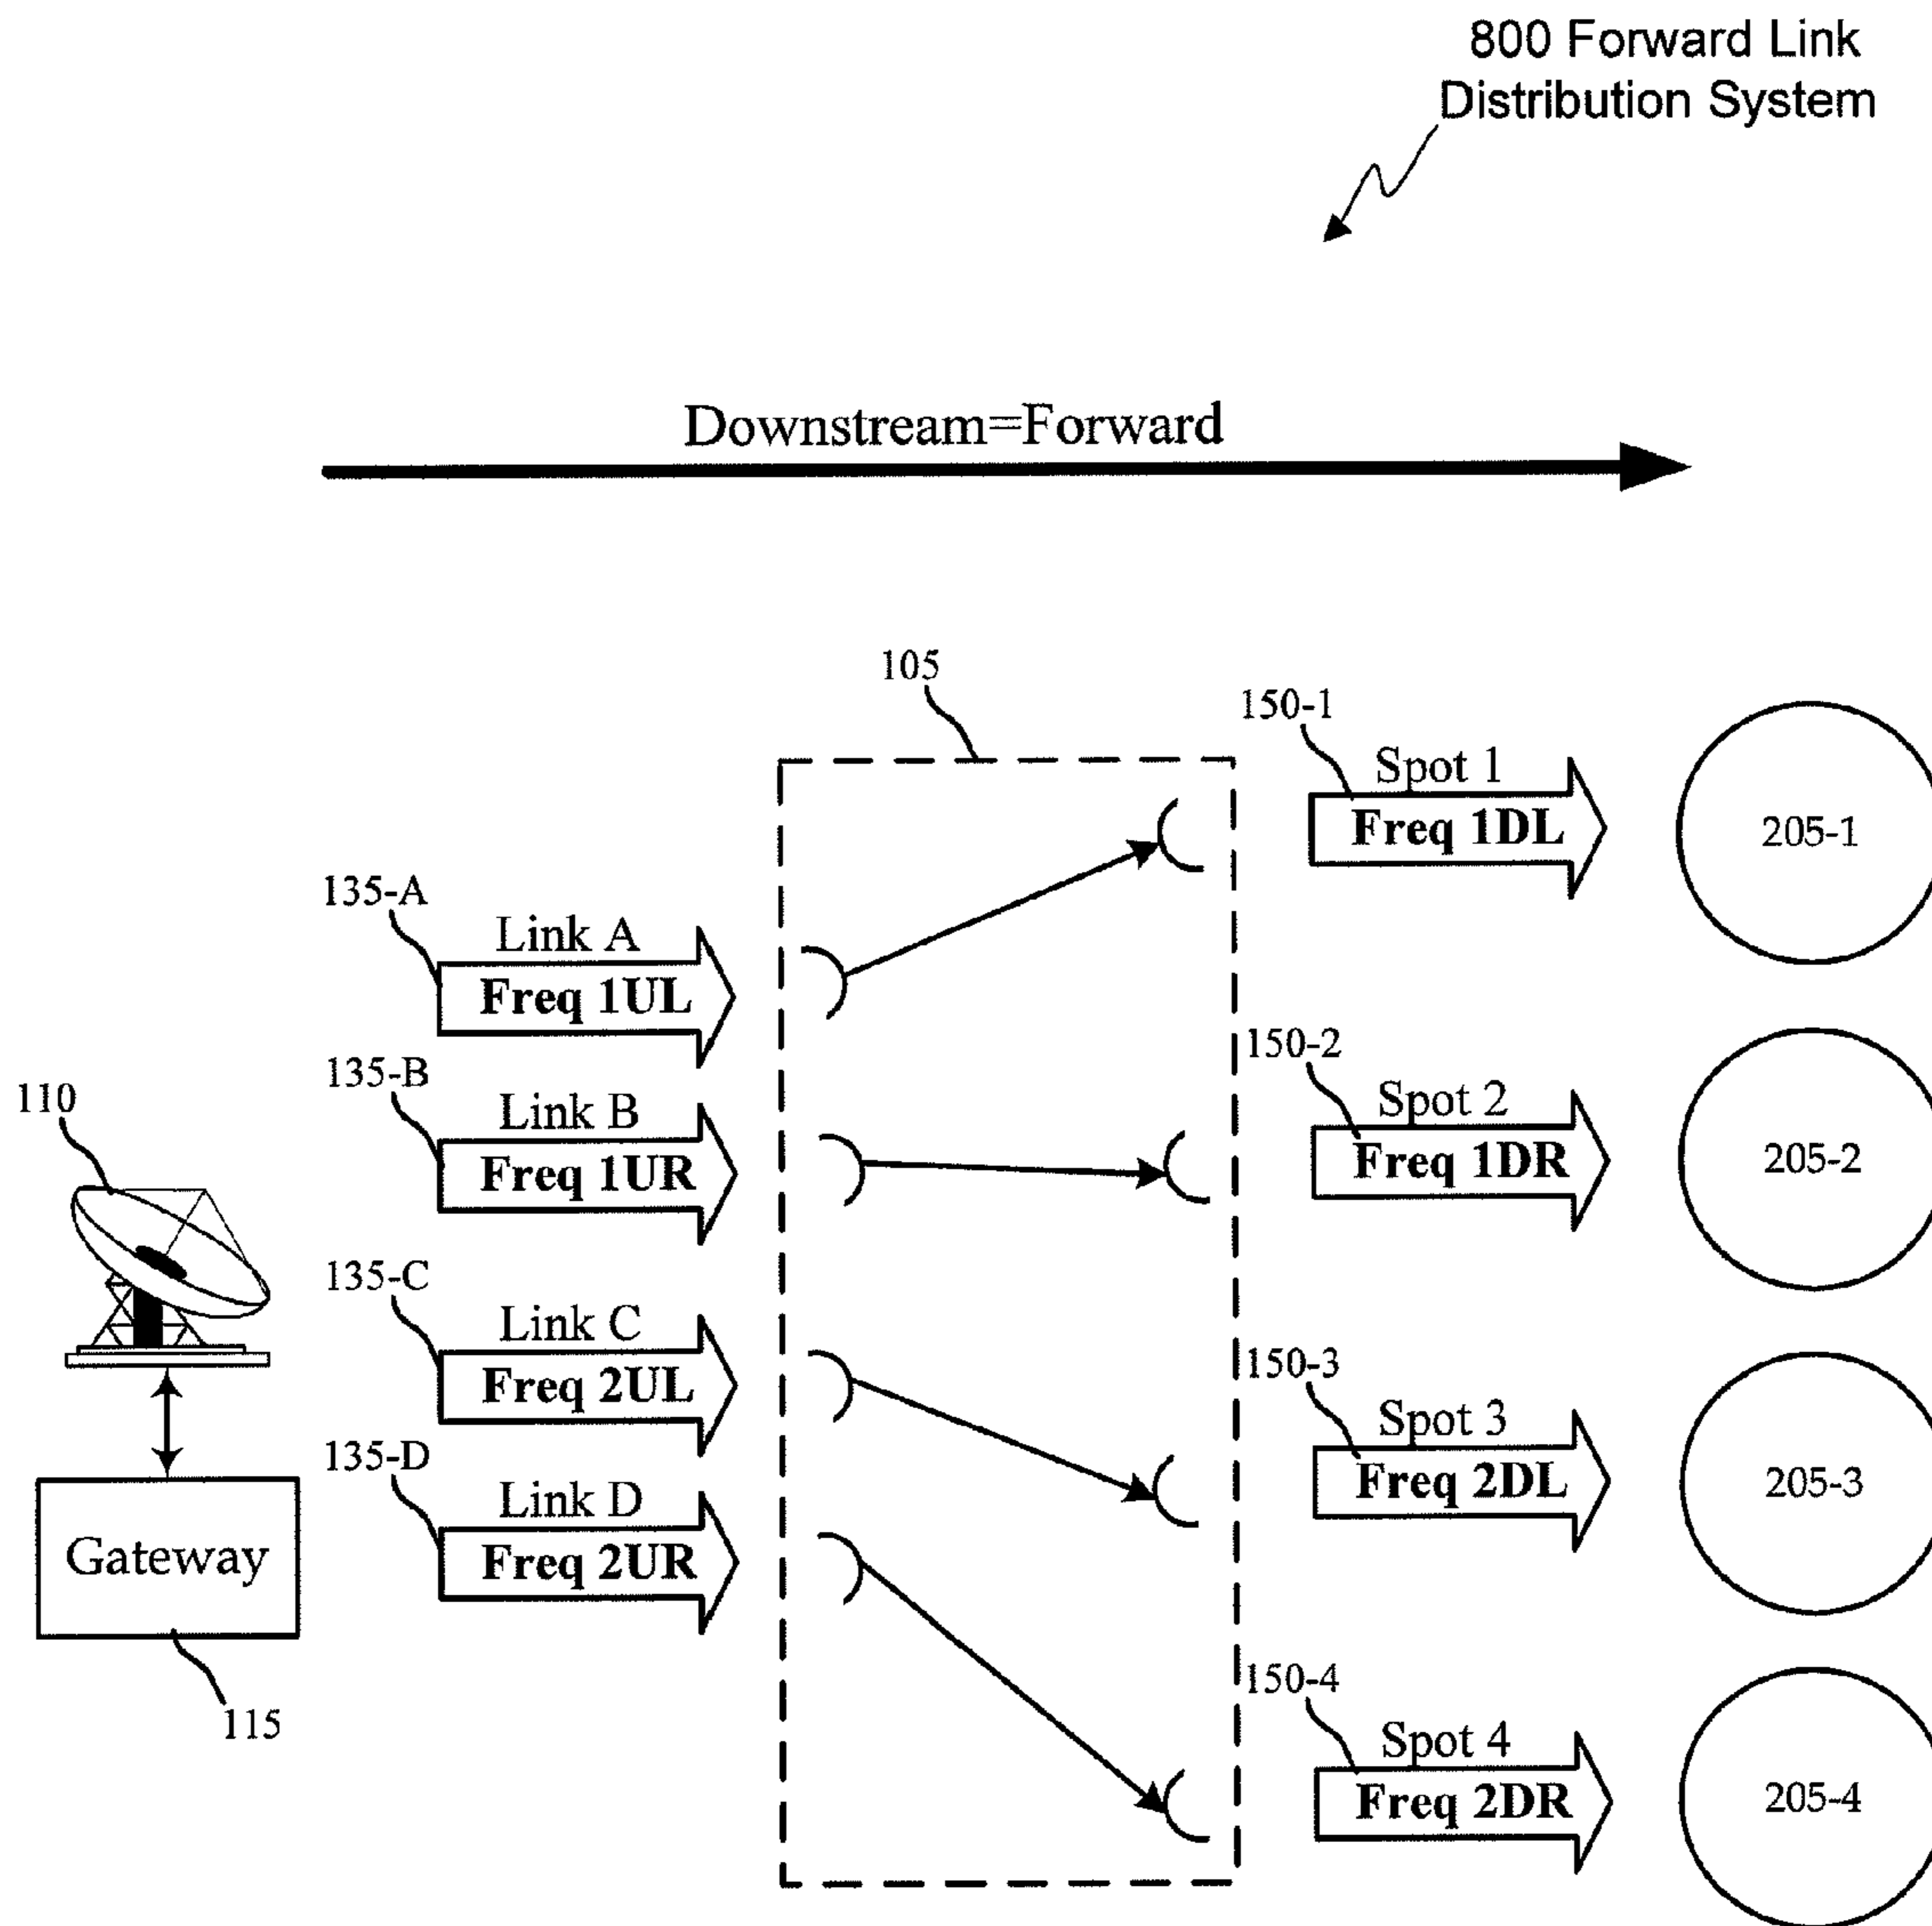 800 Forward Link
Distribution System
Downstream=Forward
105
150-1
Spot 1
Freq 1DL
205-1
135-A
Link A
Freq 1UL
150-2
Spot 2
Freq 1DR
205-2
135-B
Link B
Freq 1UR
110
135-C
Link C
Freq 2UL
150-3
Spot 3
Freq 2DL
205-3
135-D
Link D
Freq 2UR
Gateway
115
150-4
Spot 4
Freq 2DR
205-4